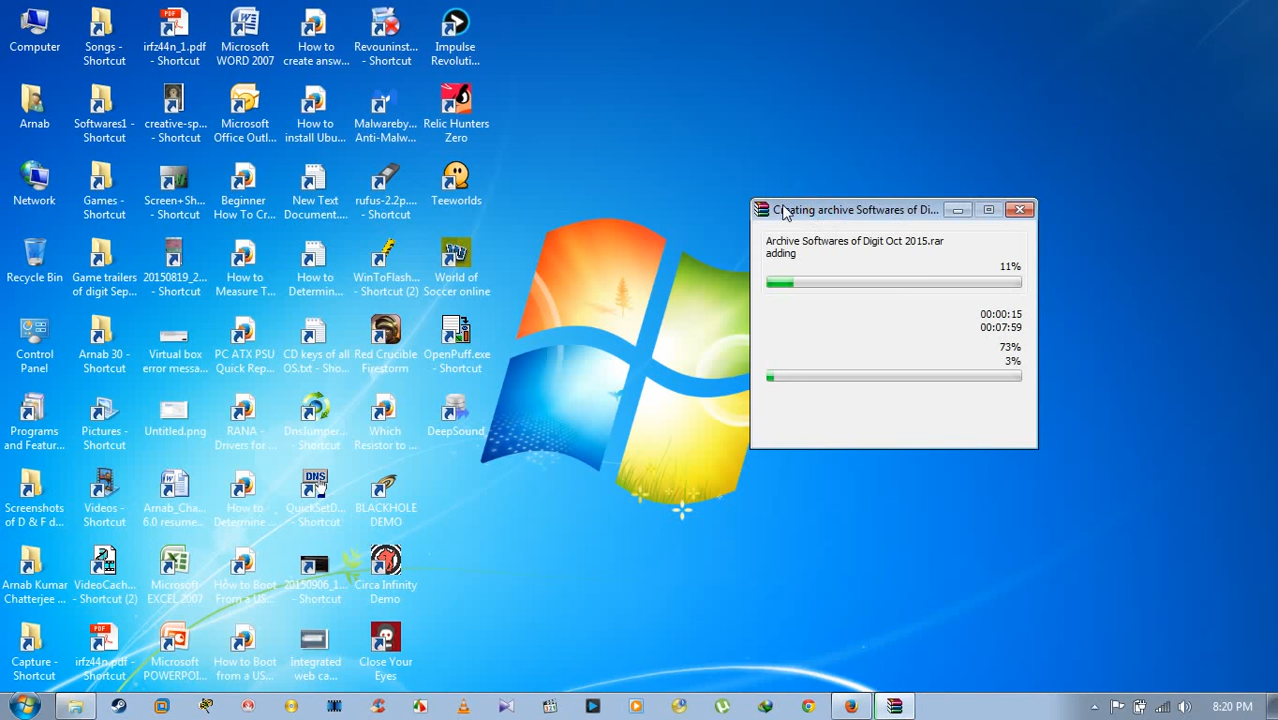 Computer
Songs -
Shortcut
irfz44n_1.pdf
- Shortcut
Microsoft
WORD 2007
How to
create answ...
Revouninst...
- Shortcut
Impulse
Revoluti...
Arnab
Softwares1 -
Shortcut
creative-sp...
- Shortcut
Microsoft
Office Outl...
How to
install Ubu...
Malwareby...
Anti-Malw...
Relic Hunters
Zero
Network
Games -
Shortcut
Screen+Sh...
- Shortcut
Beginner
How To Cr...
New Text
Document...
rufus-2.2p....
- Shortcut
Teeworlds
Recycle Bin
Game trailers
of digit Sep...
20150819_2...
- Shortcut
How to
Measure T...
How to
Determin...
WinToFlash...
- Shortcut (2)
World of
Soccer online
Control
Panel
Arnab 30 -
Shortcut
Virtual box
error messa...
PC ATX PSU
Quick Rep...
CD keys of all
OS.txt - Sho...
Red Crucible
Firestorm
OpenPuff.exe
- Shortcut
Programs
and Featur...
Pictures -
Shortcut
Untitled.png
RANA -
Drivers for ...
DnsJumper...
- Shortcut
Which
Resistor to ...
DeepSound
Screenshots
of D & F d...
Videos -
Shortcut
Arnab_Cha...
6.0 resume...
How to
Determine ...
DNS
QuickSetD...
- Shortcut
BLACKHOLE
DEMO
Arnab Kumar
Chatterjee ...
VideoCach...
- Shortcut (2)
Microsoft
EXCEL 2007
How to Boot
From a US...
20150906_1...
- Shortcut
Circa Infinity
Demo
Capture -
Shortcut
irfz44n.pdf -
Shortcut
Microsoft
POWERPOI...
How to Boot
from a US...
Integrated
web ca...
Close Your
Eyes
Creating archive Softwares of Di...
Archive Softwares of Digit Oct 2015.rar
adding
11%
00:00:15
00:07:59
73%
3%
8:20 PM